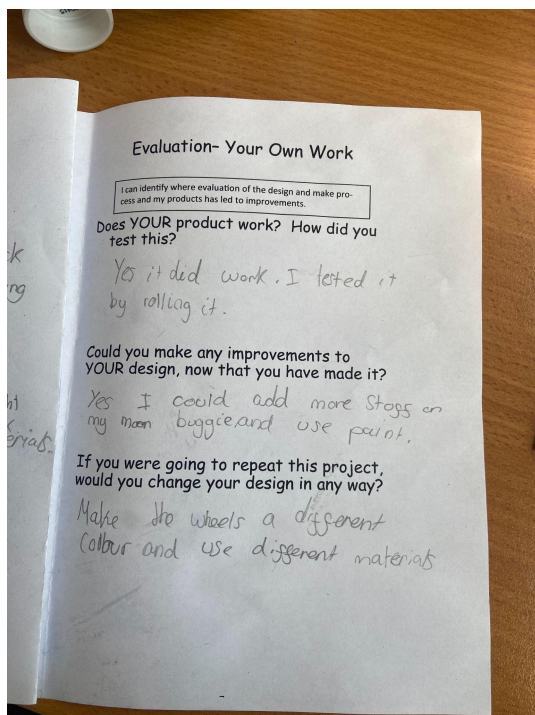 Evaluation- Your Own Work
I can identify where evaluation of the design and make pro-
cess and my products has led to improvements.
Does YOUR product work? How did you
test this?
k
Yes it did work. I tested it
ng
by rolling it.
Could you make any improvements to
YOUR design, now that you have made it?
Yes I could add more Stoff on
my moon buggie, and use paint.
erials.
If you were going to repeat this project,
would you change your design in any way?
Make the wheels a different
Collour and use different materials